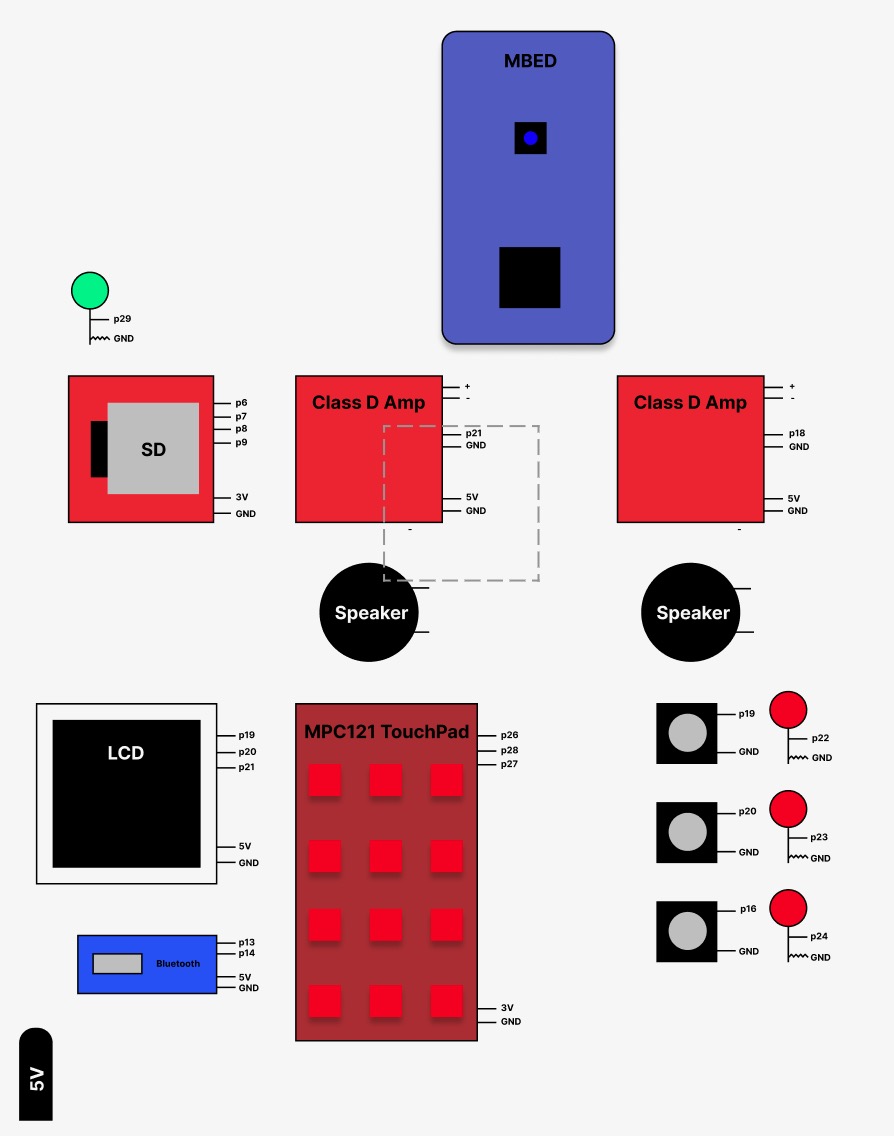 MBED
p29
GND
SD
p6
p7
p8
p9
3V
GND
Class D Amp
+
-
p21
GND
5V
GND
-
Class D Amp
+
-
p18
GND
5V
GND
-
Speaker
Speaker
LCD
p19
p20
p21
5V
GND
MPC121 TouchPad
p26
p28
p27
3V
GND
p19
GND
p22
GND
p20
GND
p23
GND
p16
GND
p24
GND
Bluetooth
p13
p14
5V
GND
5V